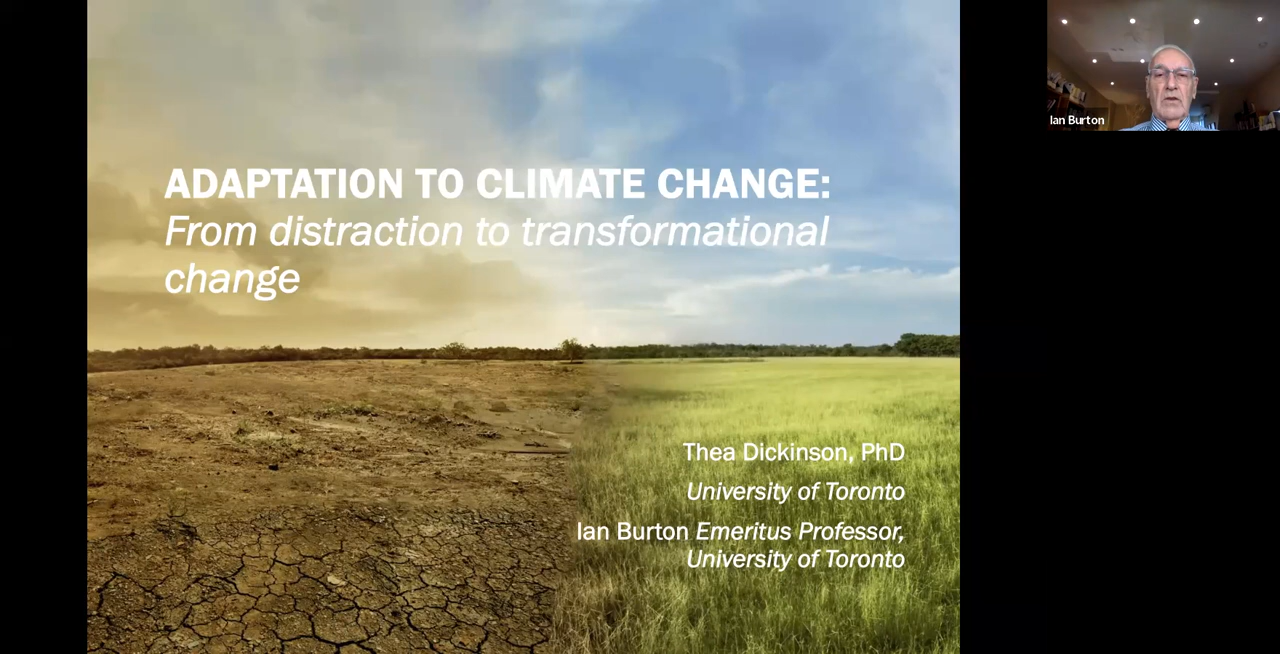 ADAPTATION TO CLIMATE CHANGE:
From distraction to transformational
change
Thea Dickinson, PhD
University of Toronto
Ian Burton Emeritus Professor,
University of Toronto
Ian Burton